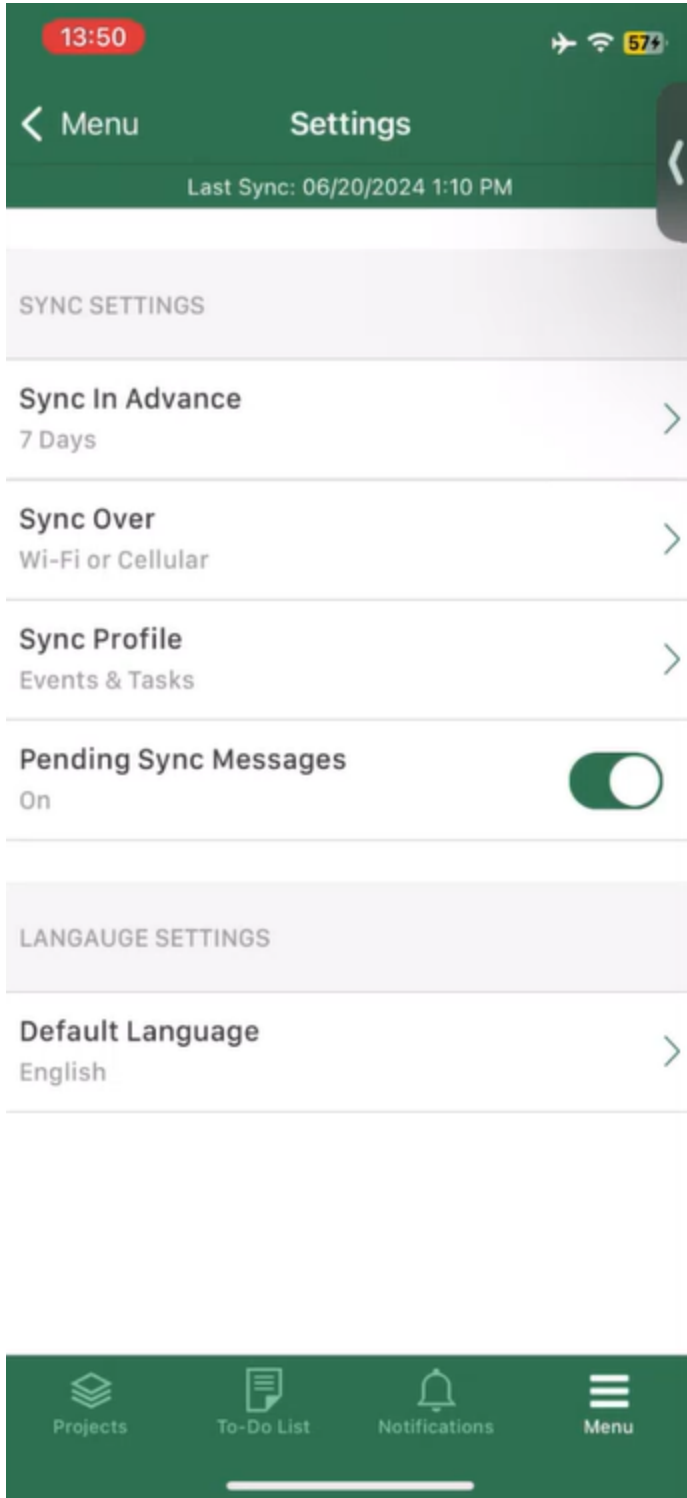 13:50
57
Menu
Settings
Last Sync: 06/20/2024 1:10 PM
SYNC SETTINGS
Sync In Advance
7 Days
Sync Over
Wi-Fi or Cellular
Sync Profile
Events & Tasks
Pending Sync Messages
On
LANGAUGE SETTINGS
Default Language
English
Projects
To-Do List
Notifications
Menu